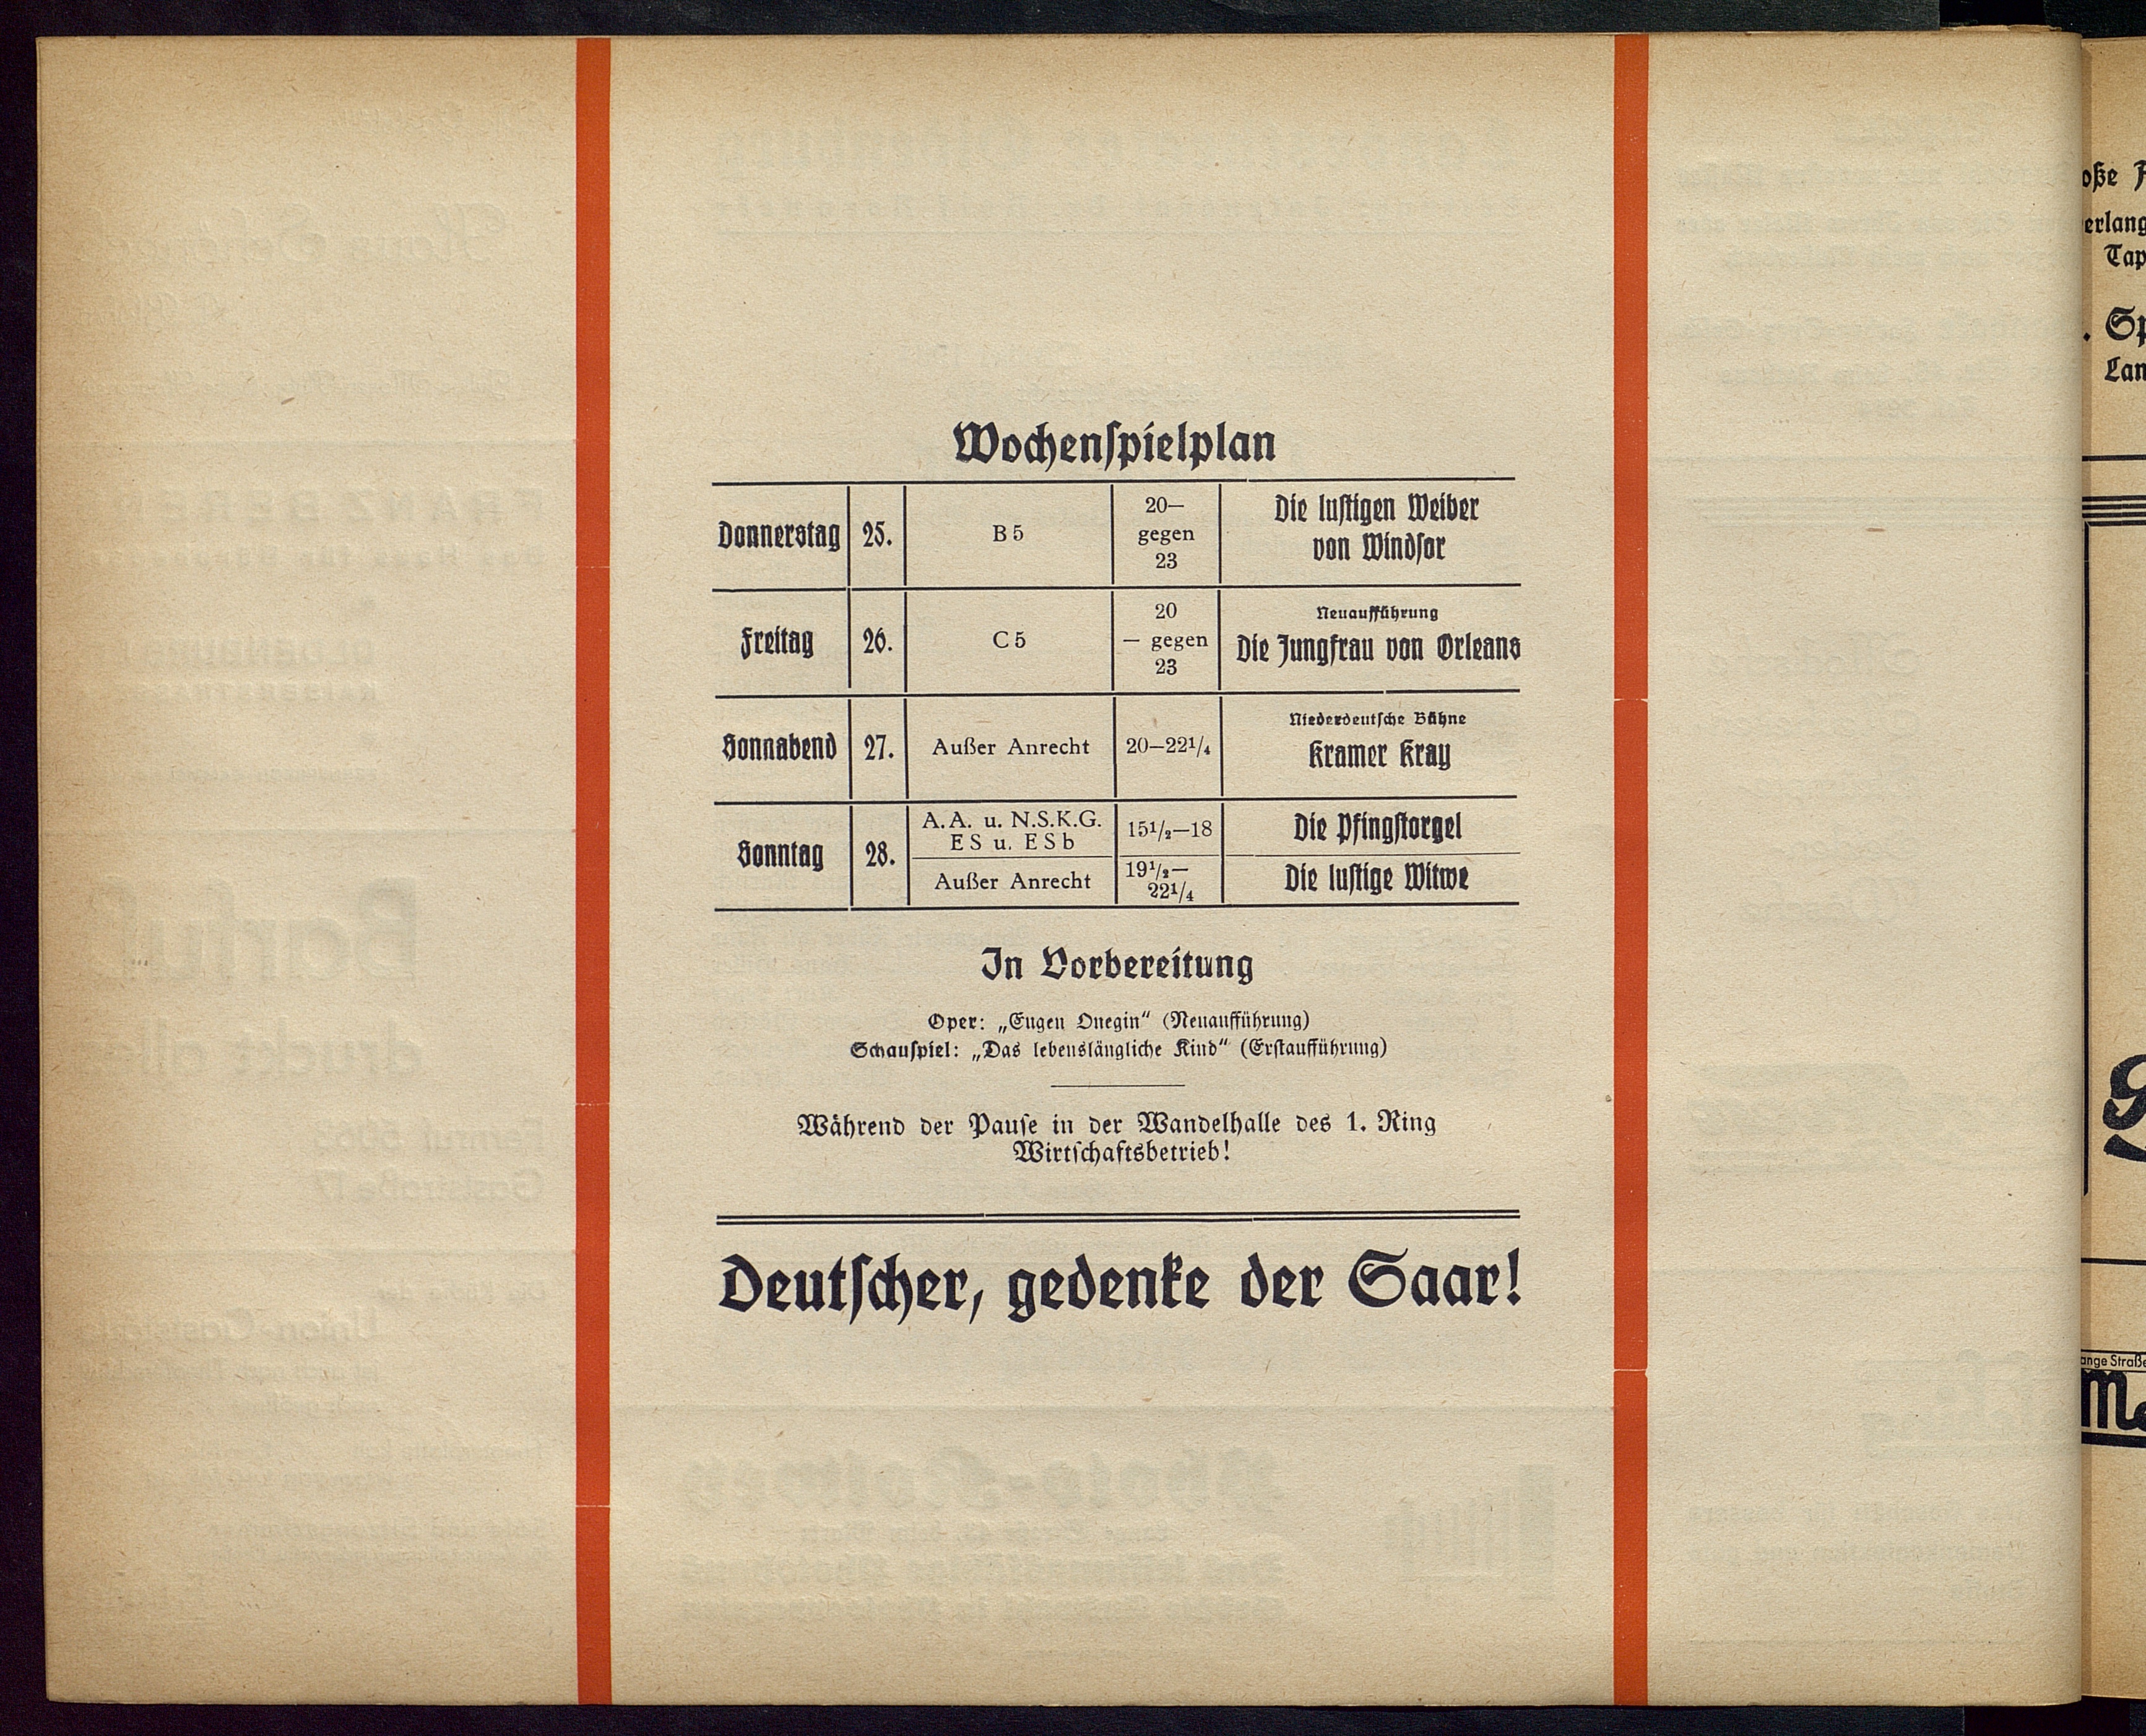 Wochenspielplan
Donnerstag 25. B 5 20— gegen 23 Die lustigen Weiber von Windsor
Freitag 26. C 5 20 — gegen 23 Neuaufführung Die Jungfrau von Orleans
Sonnabend 27. Außer Anrecht 20—22¹/₄ Niederdeutsche Bühne Kramer Kray
Sonntag 28. A.A. u. N.S.K.G. ES u. ESb 15¹/₂—18 Die Pfingstorgel
Außer Anrecht 19¹/₂—22¹/₄ Die lustige Witwe
In Vorbereitung
Oper: „Eugen Onegin“ (Neuaufführung)
Schauspiel: „Das lebenslängliche Kind“ (Erstaufführung)
Während der Pause in der Wandelhalle des 1. Ring
Wirtschaftsbetrieb!
Deutscher, gedenke der Saar!